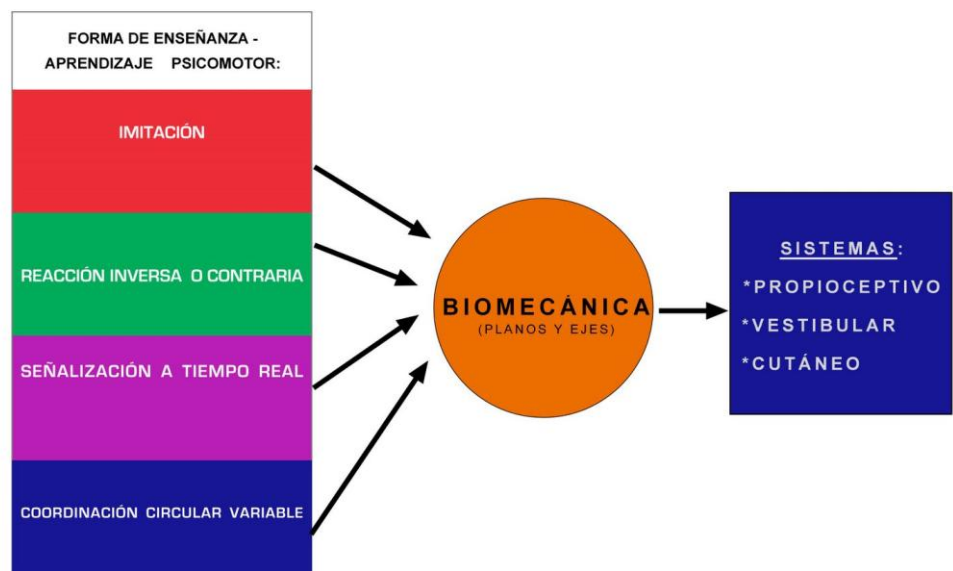 FORMA DE ENSEÑANZA -
APRENDIZAJE PSICOMOTOR:
IMITACIÓN
REACCIÓN INVERSA O CONTRARIA
SEÑALIZACIÓN A TIEMPO REAL
COORDINACIÓN CIRCULAR VARIABLE
BIOMECÁNICA
(PLANOS Y EJES)
SISTEMAS:
*PROPIOCEPTIVO
*VESTIBULAR
*CUTÁNEO